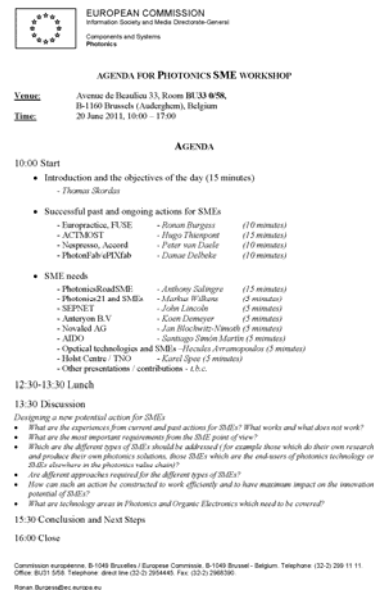 EUROPEAN COMMISSION
Information Society and Media Directorate-General
Components and Systems
Photonics
AGENDA FOR PHOTONICS SME WORKSHOP
Venue: Avenue de Beaulieu 33, Room BU33 0/58,
B-1160 Brussels (Auderghem), Belgium
Time: 20 June 2011, 10:00 – 17:00
AGENDA
10:00 Start
• Introduction and the objectives of the day (15 minutes)
- Thomas Skordas
• Successful past and ongoing actions for SMEs
- Europractice, FUSE - Ronan Burgess (10 minutes)
- ACTMOST - Hugo Thienpont (15 minutes)
- Nespresso, Accord - Peter van Daele (10 minutes)
- PhotonFab/ePIXfab - Danae Delbeke (10 minutes)
• SME needs
- PhotonicsRoadSME - Anthony Salingre (15 minutes)
- Photonics21 and SMEs - Markus Wilkens (5 minutes)
- SEPNET - John Lincoln (5 minutes)
- Anteryon B.V - Koen Demeyer (5 minutes)
- Novaled AG - Jan Blochwitz-Nimoth (5 minutes)
- AIDO - Santiago Simón Martin (5 minutes)
- Opetical technologies and SMEs –Hecules Avramopoulos (5 minutes)
- Holst Centre / TNO - Karel Spee (5 minutes)
- Other presentations / contributions - t.b.c.
12:30-13:30 Lunch
13:30 Discussion
Designing a new potential action for SMEs
• What are the experiences from current and past actions for SMEs? What works and what does not work?
• What are the most important requirements from the SME point of view?
• Which are the different types of SMEs should be addressed (for example those which do their own research
and produce their own photonics solutions, those SMEs which are the end-users of photonics technology or
SMEs elsewhere in the photonics value chain)?
• Are different approaches required for the different types of SMEs?
• How can such an action be constructed to work efficiently and to have maximum impact on the innovation
potential of SMEs?
• What are technology areas in Photonics and Organic Electronics which need to be covered?
15:30 Conclusion and Next Steps
16:00 Close
Commission européenne, B-1049 Bruxelles / Europese Commissie, B-1049 Brussel - Belgium. Telephone: (32-2) 299 11 11.
Office: BU31 5/58. Telephone: direct line (32-2) 2954445. Fax: (32-2) 2968390.
Ronan.Burgess@ec.europa.eu